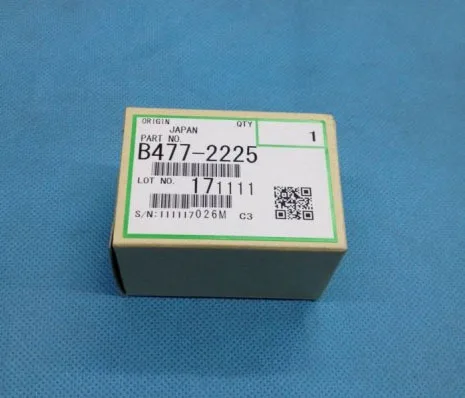 ORIGIN QTY
JAPAN 1
PART NO.
B477-2225
LOT NO. 171111
S/N:111117026M C3